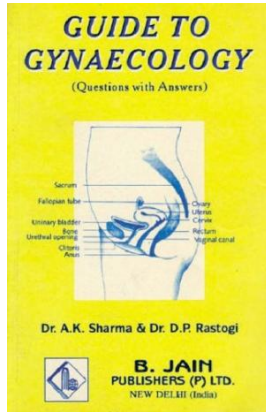 GUIDE TO
GYNAECOLOGY
(Questions with Answers)
Sacrum
Fallopian tube
Urinary bladder
Bone
Urethral opening
Clitoris
Anus
Ovary
Uterus
Cervix
Rectum
Vaginal canal
Dr. A.K. Sharma & Dr. D.P. Rastogi
B. JAIN
PUBLISHERS (P) LTD.
NEW DELHI (India)